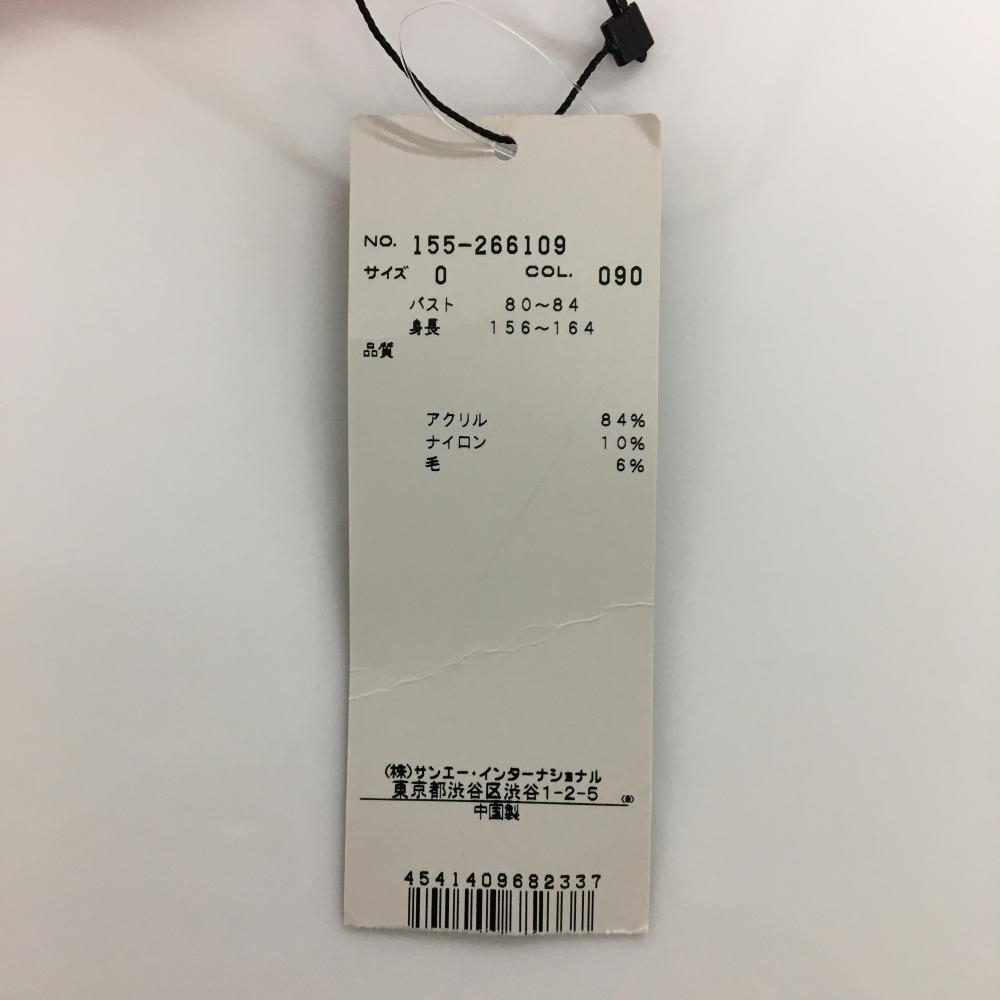 NO. 155-266109
サイズ 0 COL. 090
バスト 80～84
身長 156～164
品質
アクリル 84%
ナイロン 10%
毛 6%
(株)サンエー・インターナショナル
東京都渋谷区渋谷1-2-5
中国製
4541409682337